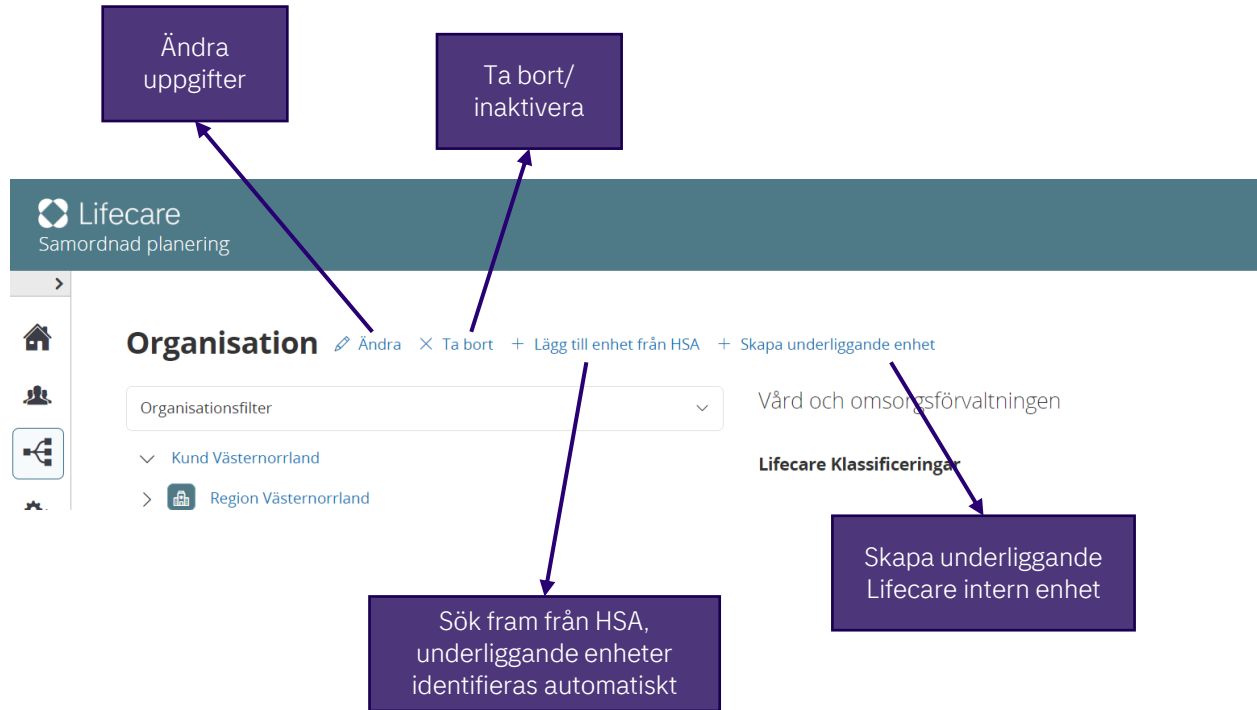 Ändra
uppgifter
Ta bort/
inaktivera
Lifecare
Samordnad planering
Organisation Ändra Ta bort Lägg till enhet från HSA Skapa underliggande enhet
Organisationsfilter
Vård och omsorgsförvaltningen
Kund Västernorrland
Lifecare Klassificeringar
Region Västernorrland
Skapa underliggande
Lifecare intern enhet
Sök fram från HSA,
underliggande enheter
identifieras automatiskt